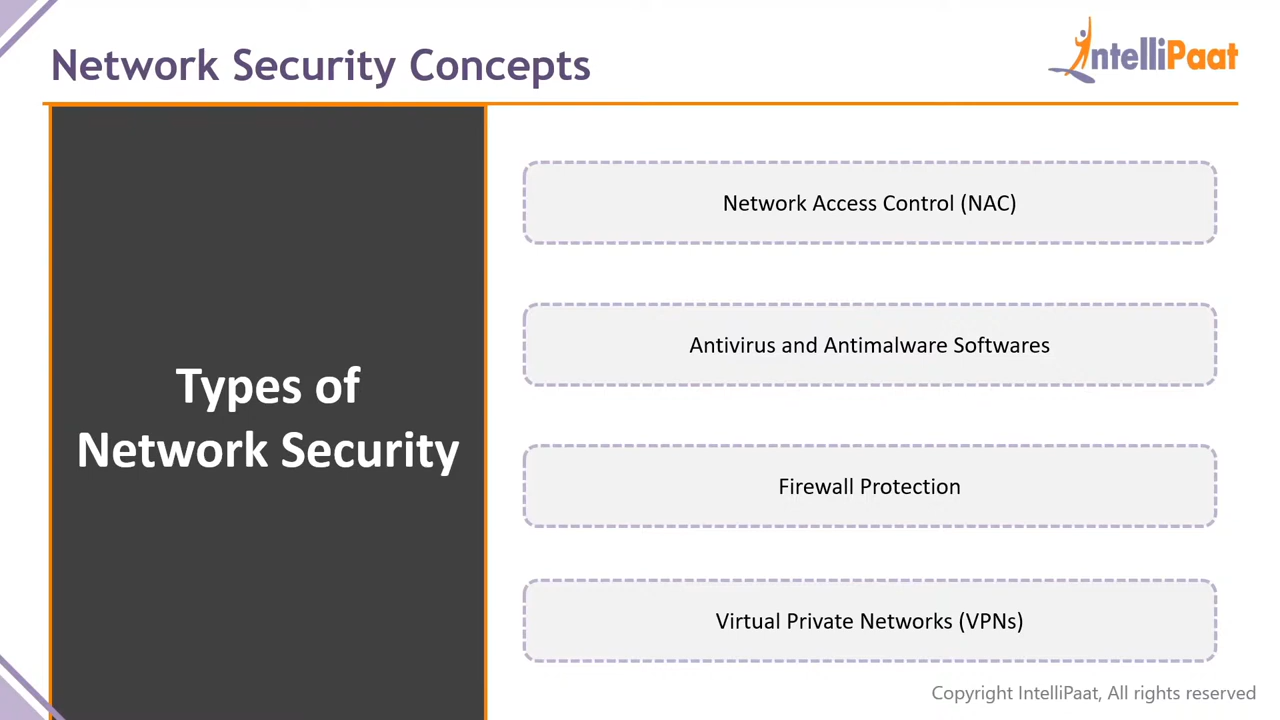 Network Security Concepts
IntelliPaat
Types of
Network Security
Network Access Control (NAC)
Antivirus and Antimalware Softwares
Firewall Protection
Virtual Private Networks (VPNs)
Copyright IntelliPaat, All rights reserved